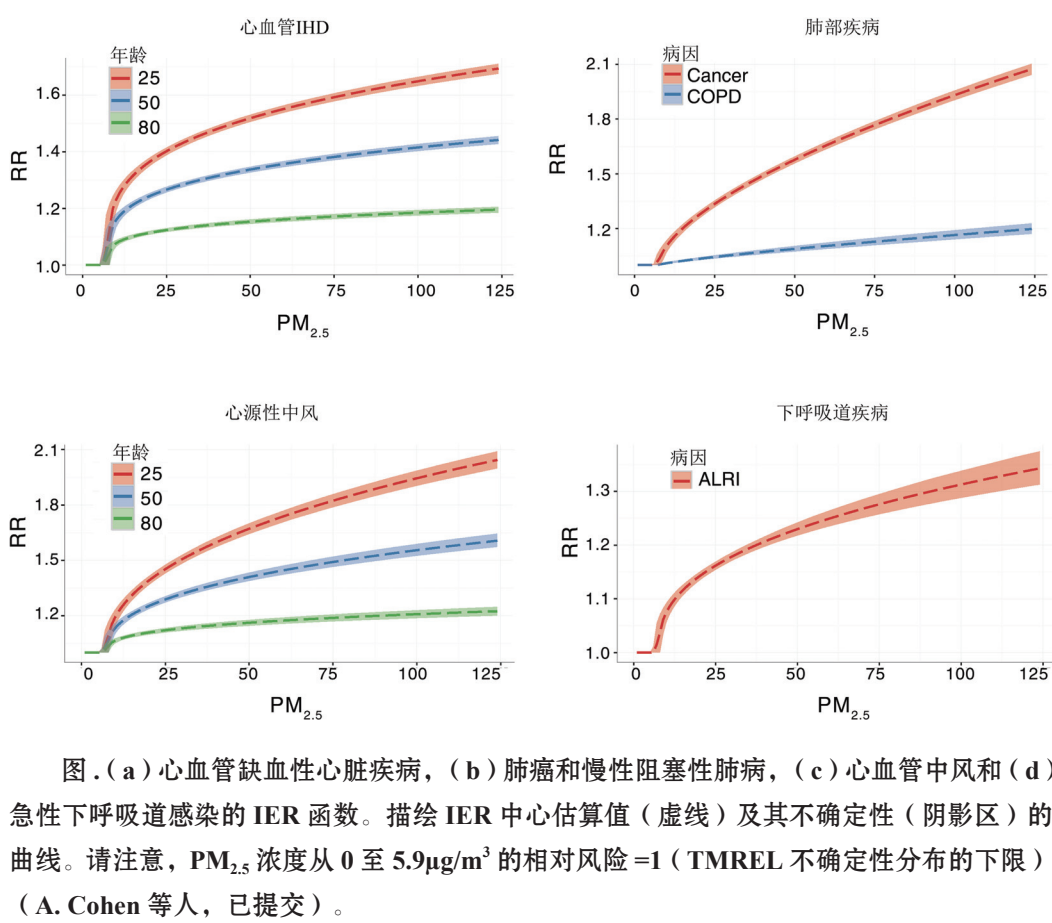 心血管IHD
年龄
25
50
80
RR
1.6
1.4
1.2
1.0
0 25 50 75 100 125
PM2.5
肺部疾病
病因
Cancer
COPD
RR
2.1
1.8
1.5
1.2
0 25 50 75 100 125
PM2.5
心源性中风
年龄
25
50
80
RR
2.1
1.8
1.5
1.2
0 25 50 75 100 125
PM2.5
下呼吸道疾病
病因
ALRI
RR
1.3
1.2
1.1
1.0
0 25 50 75 100 125
PM2.5
图.(a)心血管缺血性心脏疾病,(b)肺癌和慢性阻塞性肺病,(c)心血管中风和(d)
急性下呼吸道感染的 IER 函数。描绘 IER 中心估算值(虚线)及其不确定性(阴影区)的
曲线。请注意,PM2.5 浓度从 0 至 5.9μg/m³ 的相对风险 =1(TMREL 不确定性分布的下限)
(A. Cohen 等人,已提交)。